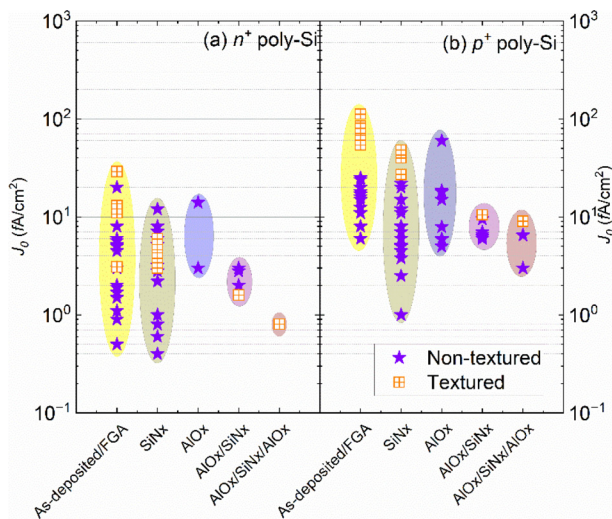 (a) n⁺ poly-Si
(b) p⁺ poly-Si
J₀ (fA/cm²)
10³
10²
10¹
10⁰
10⁻¹
As-deposited/FGA
SiNx
AlOx
AlOx/SiNx
AlOx/SiNx/AlOx
As-deposited/FGA
SiNx
AlOx
AlOx/SiNx
AlOx/SiNx/AlOx
10³
10²
10¹
10⁰
10⁻¹
J₀ (fA/cm²)
Non-textured
Textured